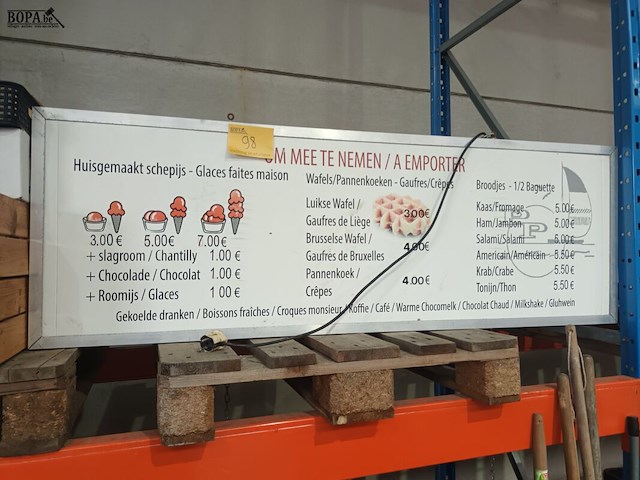 BOPA.be
98
OM MEE TE NEMEN / A EMPORTER
Huisgemaakt schepijs - Glaces faites maison
3.00 € 5.00 € 7.00 €
+ slagroom / Chantilly 1.00 €
+ Chocolade / Chocolat 1.00 €
+ Roomijs / Glaces 1 00 €
Wafels/Pannenkoeken - Gaufres/Crêpes
Luikse Wafel /
Gaufres de Liège 3.00€
Brusselse Wafel /
Gaufres de Bruxelles 4.00€
Pannenkoek /
Crêpes 4.00€
Broodjes - 1/2 Baguette
Kaas/Fromage 5.00€
Ham/Jambon 5.00€
Salami/Salami 5.00€
Americain/Américain 5.50€
Krab/Crabe 5.50€
Tonijn/Thon 5.50€
Gekoelde dranken / Boissons fraîches / Croques monsieur / Koffie / Café / Warme Chocomelk / Chocolat Chaud / Milkshake / Gluhwein